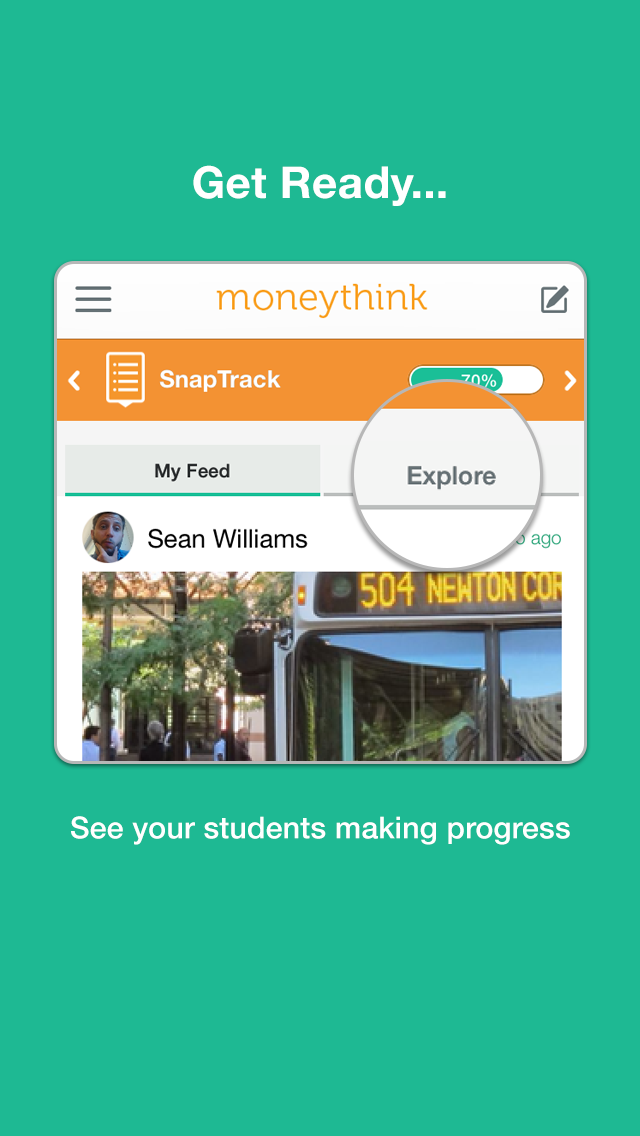 Get Ready...
moneythink
SnapTrack
70%
My Feed
Explore
Sean Williams
ago
504 NEWTON COR
See your students making progress